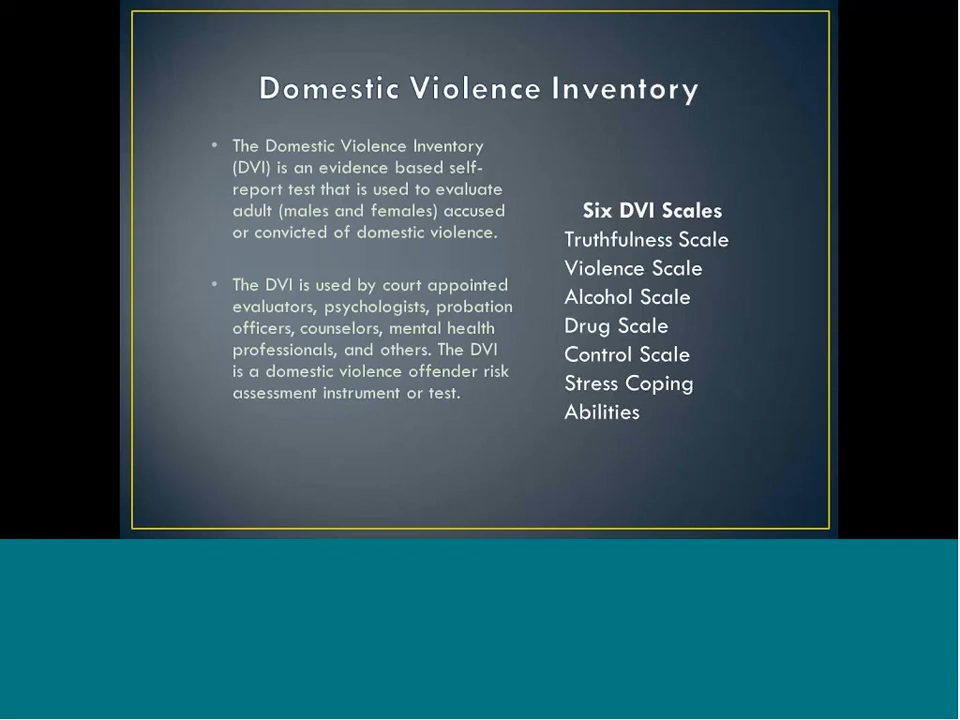 Domestic Violence Inventory
• The Domestic Violence Inventory
(DVI) is an evidence based self-
report test that is used to evaluate
adult (males and females) accused
or convicted of domestic violence.
• The DVI is used by court appointed
evaluators, psychologists, probation
officers, counselors, mental health
professionals, and others. The DVI
is a domestic violence offender risk
assessment instrument or test.
Six DVI Scales
Truthfulness Scale
Violence Scale
Alcohol Scale
Drug Scale
Control Scale
Stress Coping
Abilities